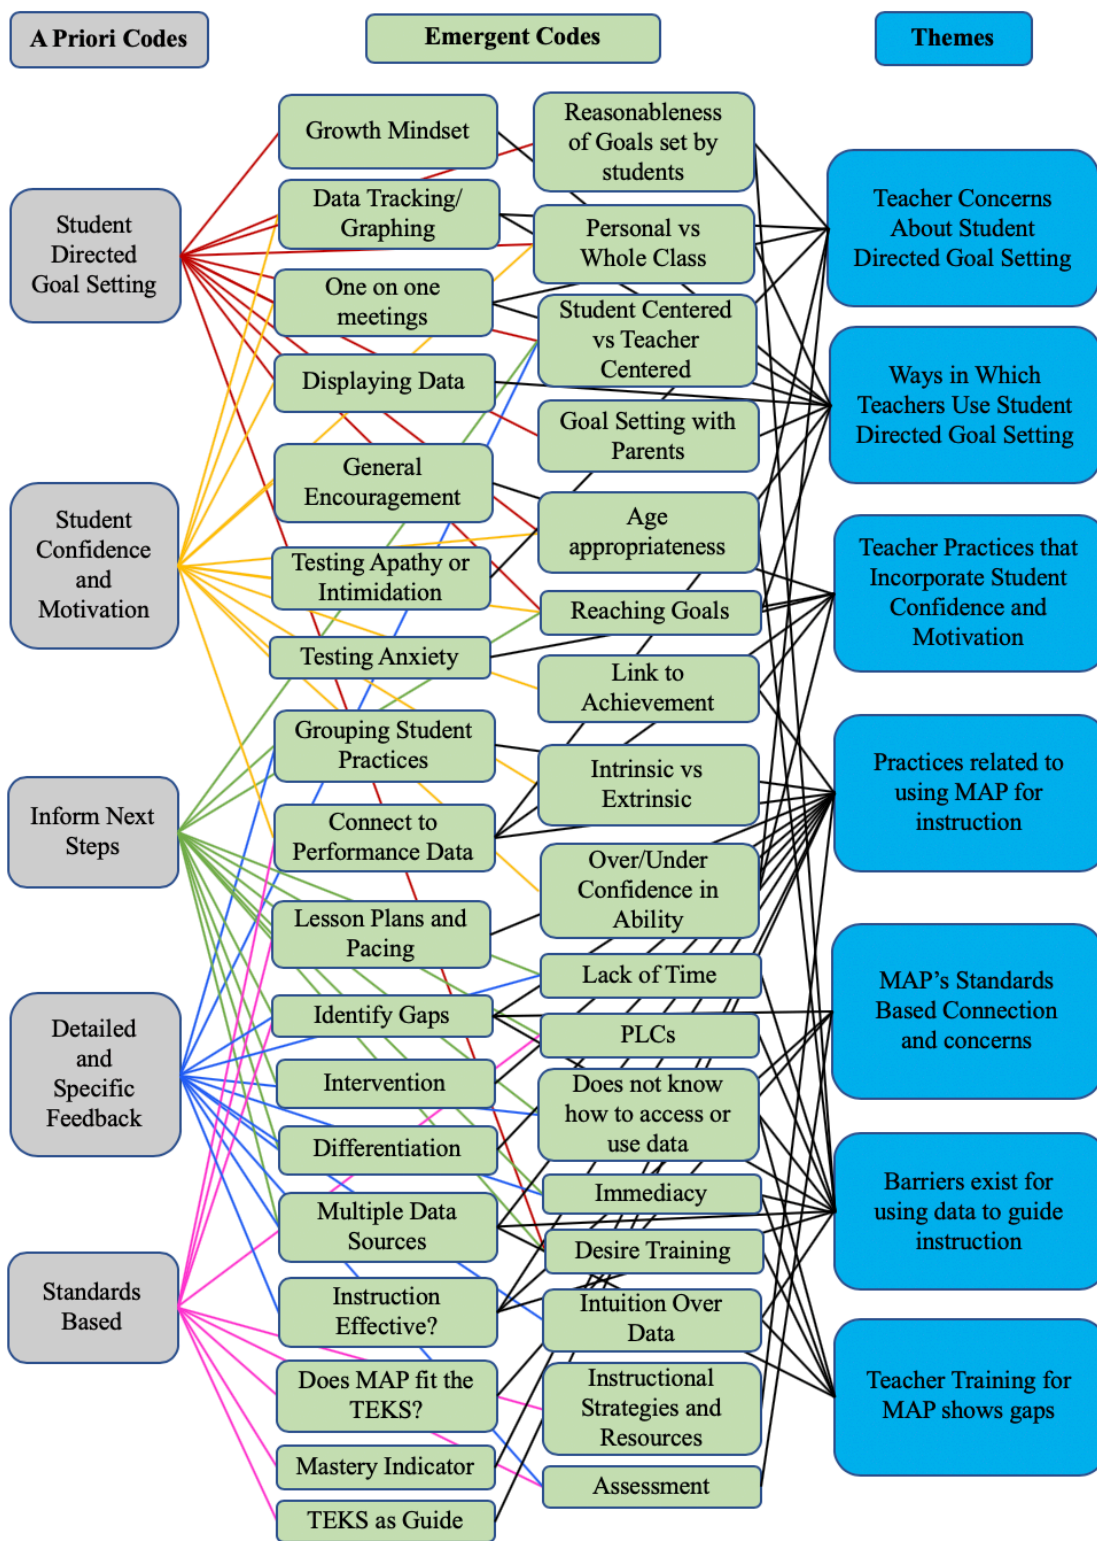 A Priori Codes
Emergent Codes
Themes
Student
Directed
Goal Setting
Student
Confidence
and
Motivation
Inform Next
Steps
Detailed
and
Specific
Feedback
Standards
Based
Growth Mindset
Data Tracking/
Graphing
One on one
meetings
Displaying Data
General
Encouragement
Testing Apathy or
Intimidation
Testing Anxiety
Grouping Student
Practices
Connect to
Performance Data
Lesson Plans and
Pacing
Identify Gaps
Intervention
Differentiation
Multiple Data
Sources
Instruction
Effective?
Does MAP fit the
TEKS?
Mastery Indicator
TEKS as Guide
Reasonableness
of Goals set by
students
Personal vs
Whole Class
Student Centered
vs Teacher
Centered
Goal Setting with
Parents
Age
appropriateness
Reaching Goals
Link to
Achievement
Intrinsic vs
Extrinsic
Over/Under
Confidence in
Ability
Lack of Time
PLCs
Does not know
how to access or
use data
Immediacy
Desire Training
Intuition Over
Data
Instructional
Strategies and
Resources
Assessment
Teacher Concerns
About Student
Directed Goal Setting
Ways in Which
Teachers Use Student
Directed Goal Setting
Teacher Practices that
Incorporate Student
Confidence and
Motivation
Practices related to
using MAP for
instruction
MAP's Standards
Based Connection
and concerns
Barriers exist for
using data to guide
instruction
Teacher Training for
MAP shows gaps